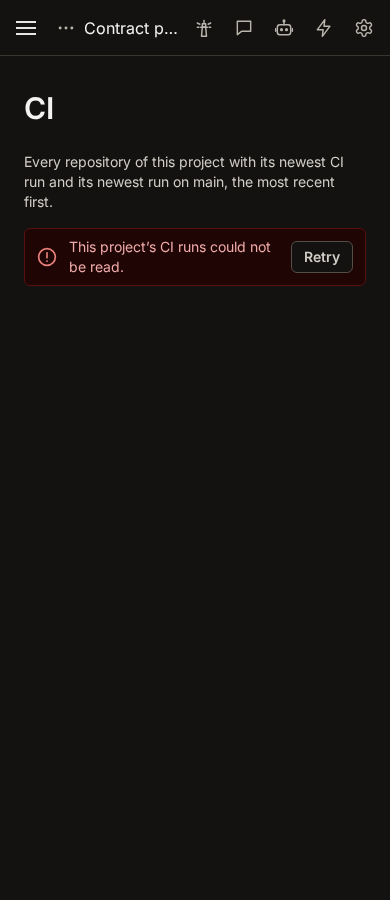 Contract p...
CI
Every repository of this project with its newest CI
run and its newest run on main, the most recent
first.
This project’s CI runs could not
be read.
Retry